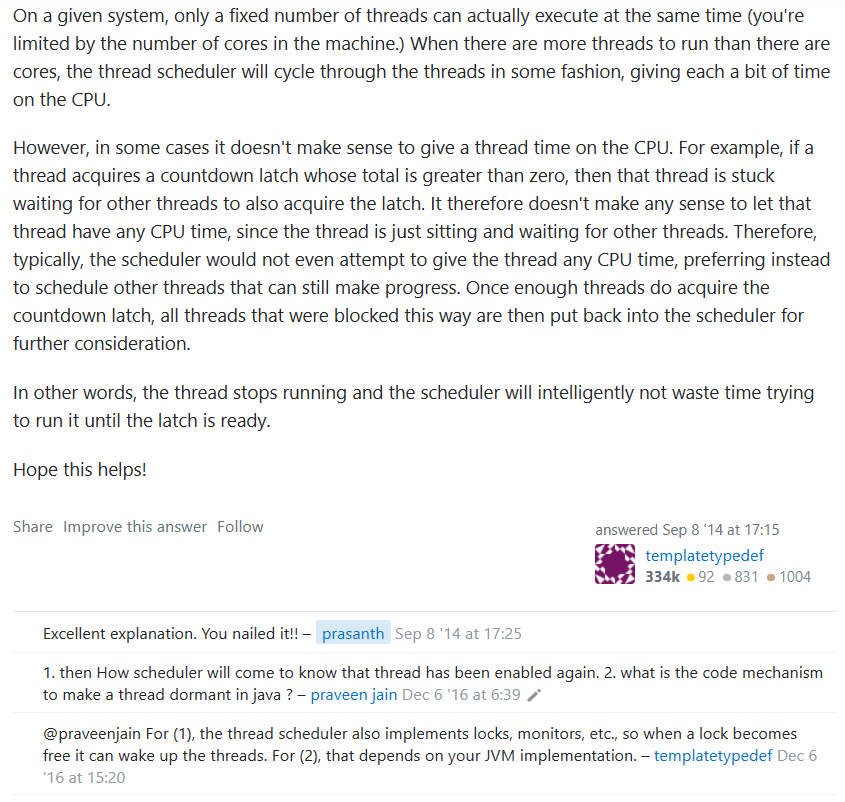 On a given system, only a fixed number of threads can actually execute at the same time (you're
limited by the number of cores in the machine.) When there are more threads to run than there are
cores, the thread scheduler will cycle through the threads in some fashion, giving each a bit of time
on the CPU.
However, in some cases it doesn't make sense to give a thread time on the CPU. For example, if a
thread acquires a countdown latch whose total is greater than zero, then that thread is stuck
waiting for other threads to also acquire the latch. It therefore doesn't make any sense to let that
thread have any CPU time, since the thread is just sitting and waiting for other threads. Therefore,
typically, the scheduler would not even attempt to give the thread any CPU time, preferring instead
to schedule other threads that can still make progress. Once enough threads do acquire the
countdown latch, all threads that were blocked this way are then put back into the scheduler for
further consideration.
In other words, the thread stops running and the scheduler will intelligently not waste time trying
to run it until the latch is ready.
Hope this helps!
Share Improve this answer Follow
answered Sep 8 '14 at 17:15
templatetypedef
334k 92 831 1004
Excellent explanation. You nailed it!! – prasanth Sep 8 '14 at 17:25
1. then How scheduler will come to know that thread has been enabled again. 2. what is the code mechanism
to make a thread dormant in java ? – praveen jain Dec 6 '16 at 6:39
@praveenjain For (1), the thread scheduler also implements locks, monitors, etc., so when a lock becomes
free it can wake up the threads. For (2), that depends on your JVM implementation. – templatetypedef Dec 6
'16 at 15:20